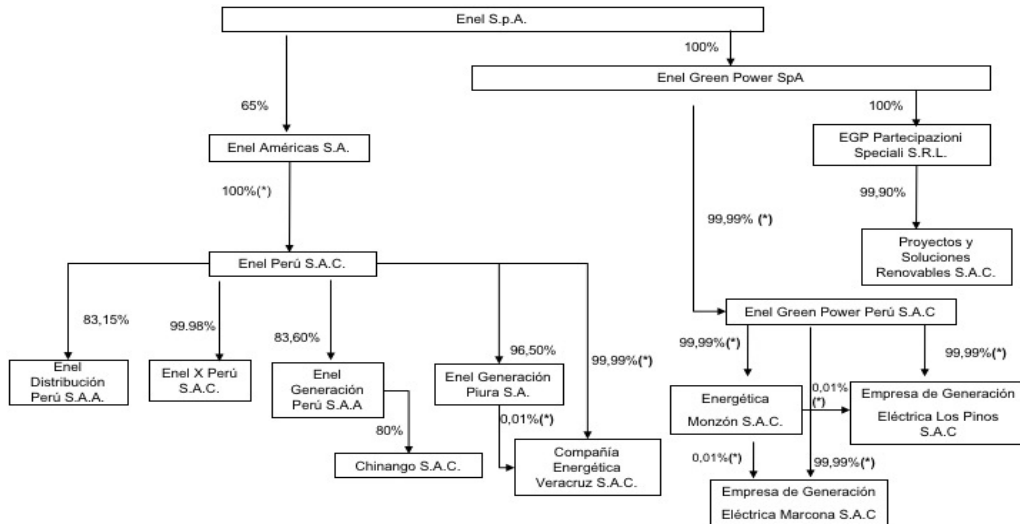 Enel S.p.A.
100%
Enel Green Power SpA
65%
100%
Enel Américas S.A.
EGP Partecipazioni
Speciali S.R.L.
100%(*)
99,90%
99,99% (*)
Proyectos y
Soluciones
Renovables S.A.C.
Enel Perú S.A.C.
Enel Green Power Perú S.A.C
83,15%
99.98%
83,60%
96,50%
99,99%(*)
99,99%(*)
99,99%(*)
Enel
Distribución
Perú S.A.A.
Enel X Perú
S.A.C.
Enel
Generación
Perú S.A.A
Enel Generación
Piura S.A.
Energética
Monzón S.A.C.
0,01%
(*)
Empresa de Generación
Eléctrica Los Pinos
S.A.C
0,01%(*)
80%
Chinango S.A.C.
Compañía
Energética
Veracruz S.A.C.
0,01%(*)
99,99%(*)
Empresa de Generación
Eléctrica Marcona S.A.C